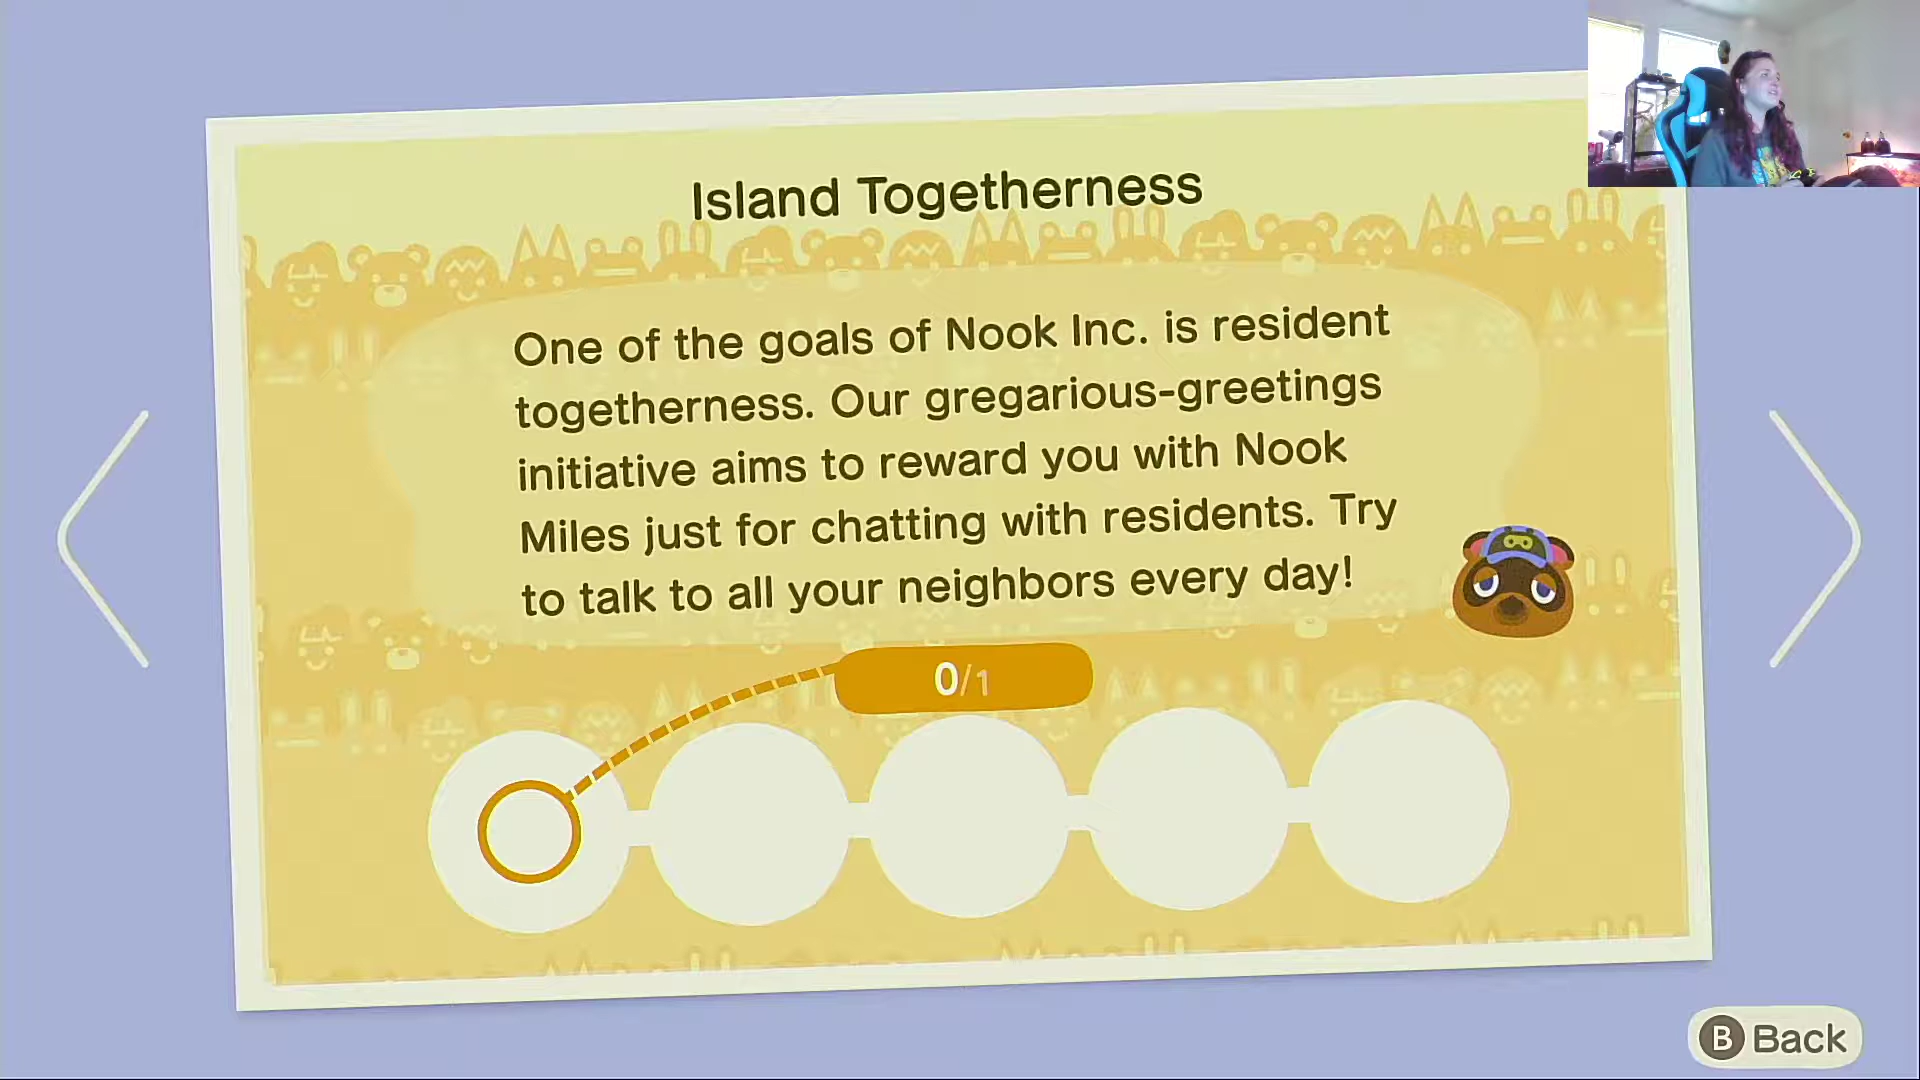 Island Togetherness
One of the goals of Nook Inc. is resident
togetherness. Our gregarious-greetings
initiative aims to reward you with Nook
Miles just for chatting with residents. Try
to talk to all your neighbors every day!
0/1
B Back